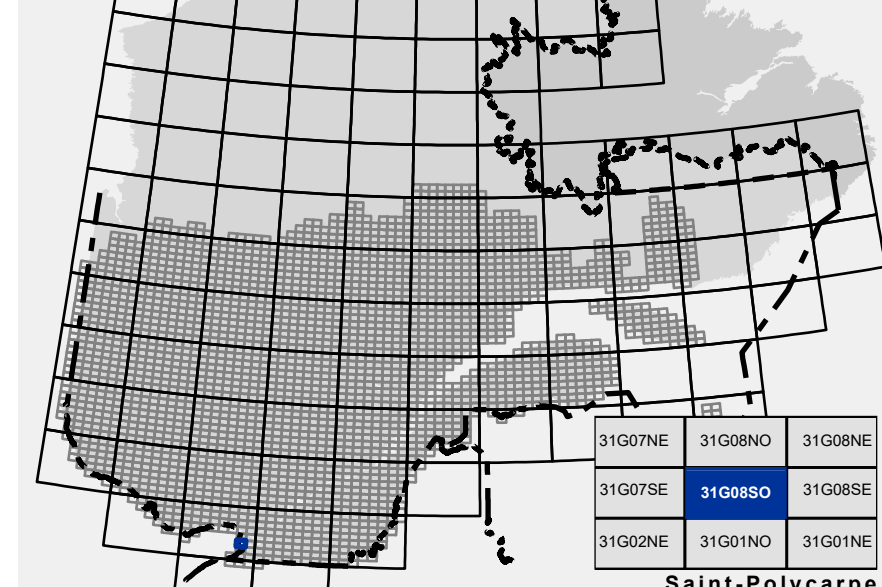 31G07NE 31G08NO 31G08NE
31G07SE 31G08SO 31G08SE
31G02NE 31G01NO 31G01NE
Saint-Polycarpe